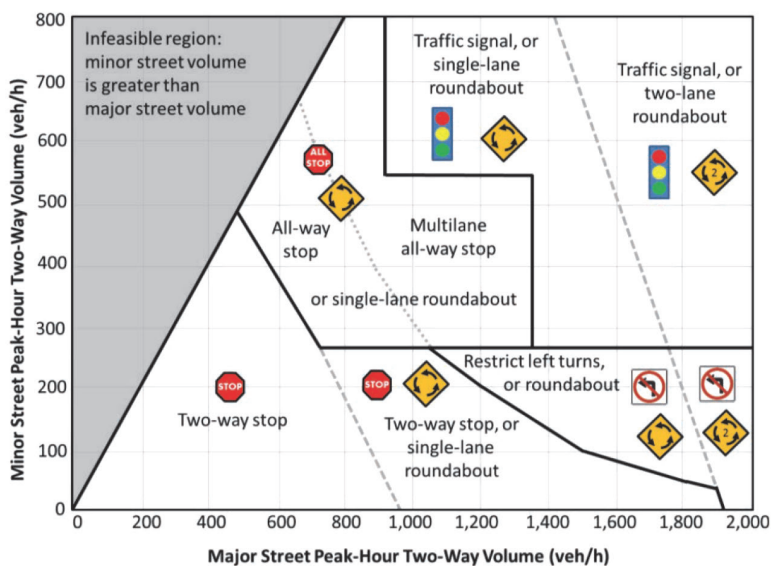 800
700
600
500
400
300
200
100
0
Minor Street Peak-Hour Two-Way Volume (veh/h)
Infeasible region:
minor street volume
is greater than
major street volume
Traffic signal, or
single-lane
roundabout
Traffic signal, or
two-lane
roundabout
2
ALL
STOP
All-way
stop
Multilane
all-way stop
or single-lane roundabout
STOP
Two-way stop
STOP
Two-way stop, or
single-lane
roundabout
Restrict left turns,
or roundabout
2
0
200
400
600
800
1,000
1,200
1,400
1,600
1,800
2,000
Major Street Peak-Hour Two-Way Volume (veh/h)